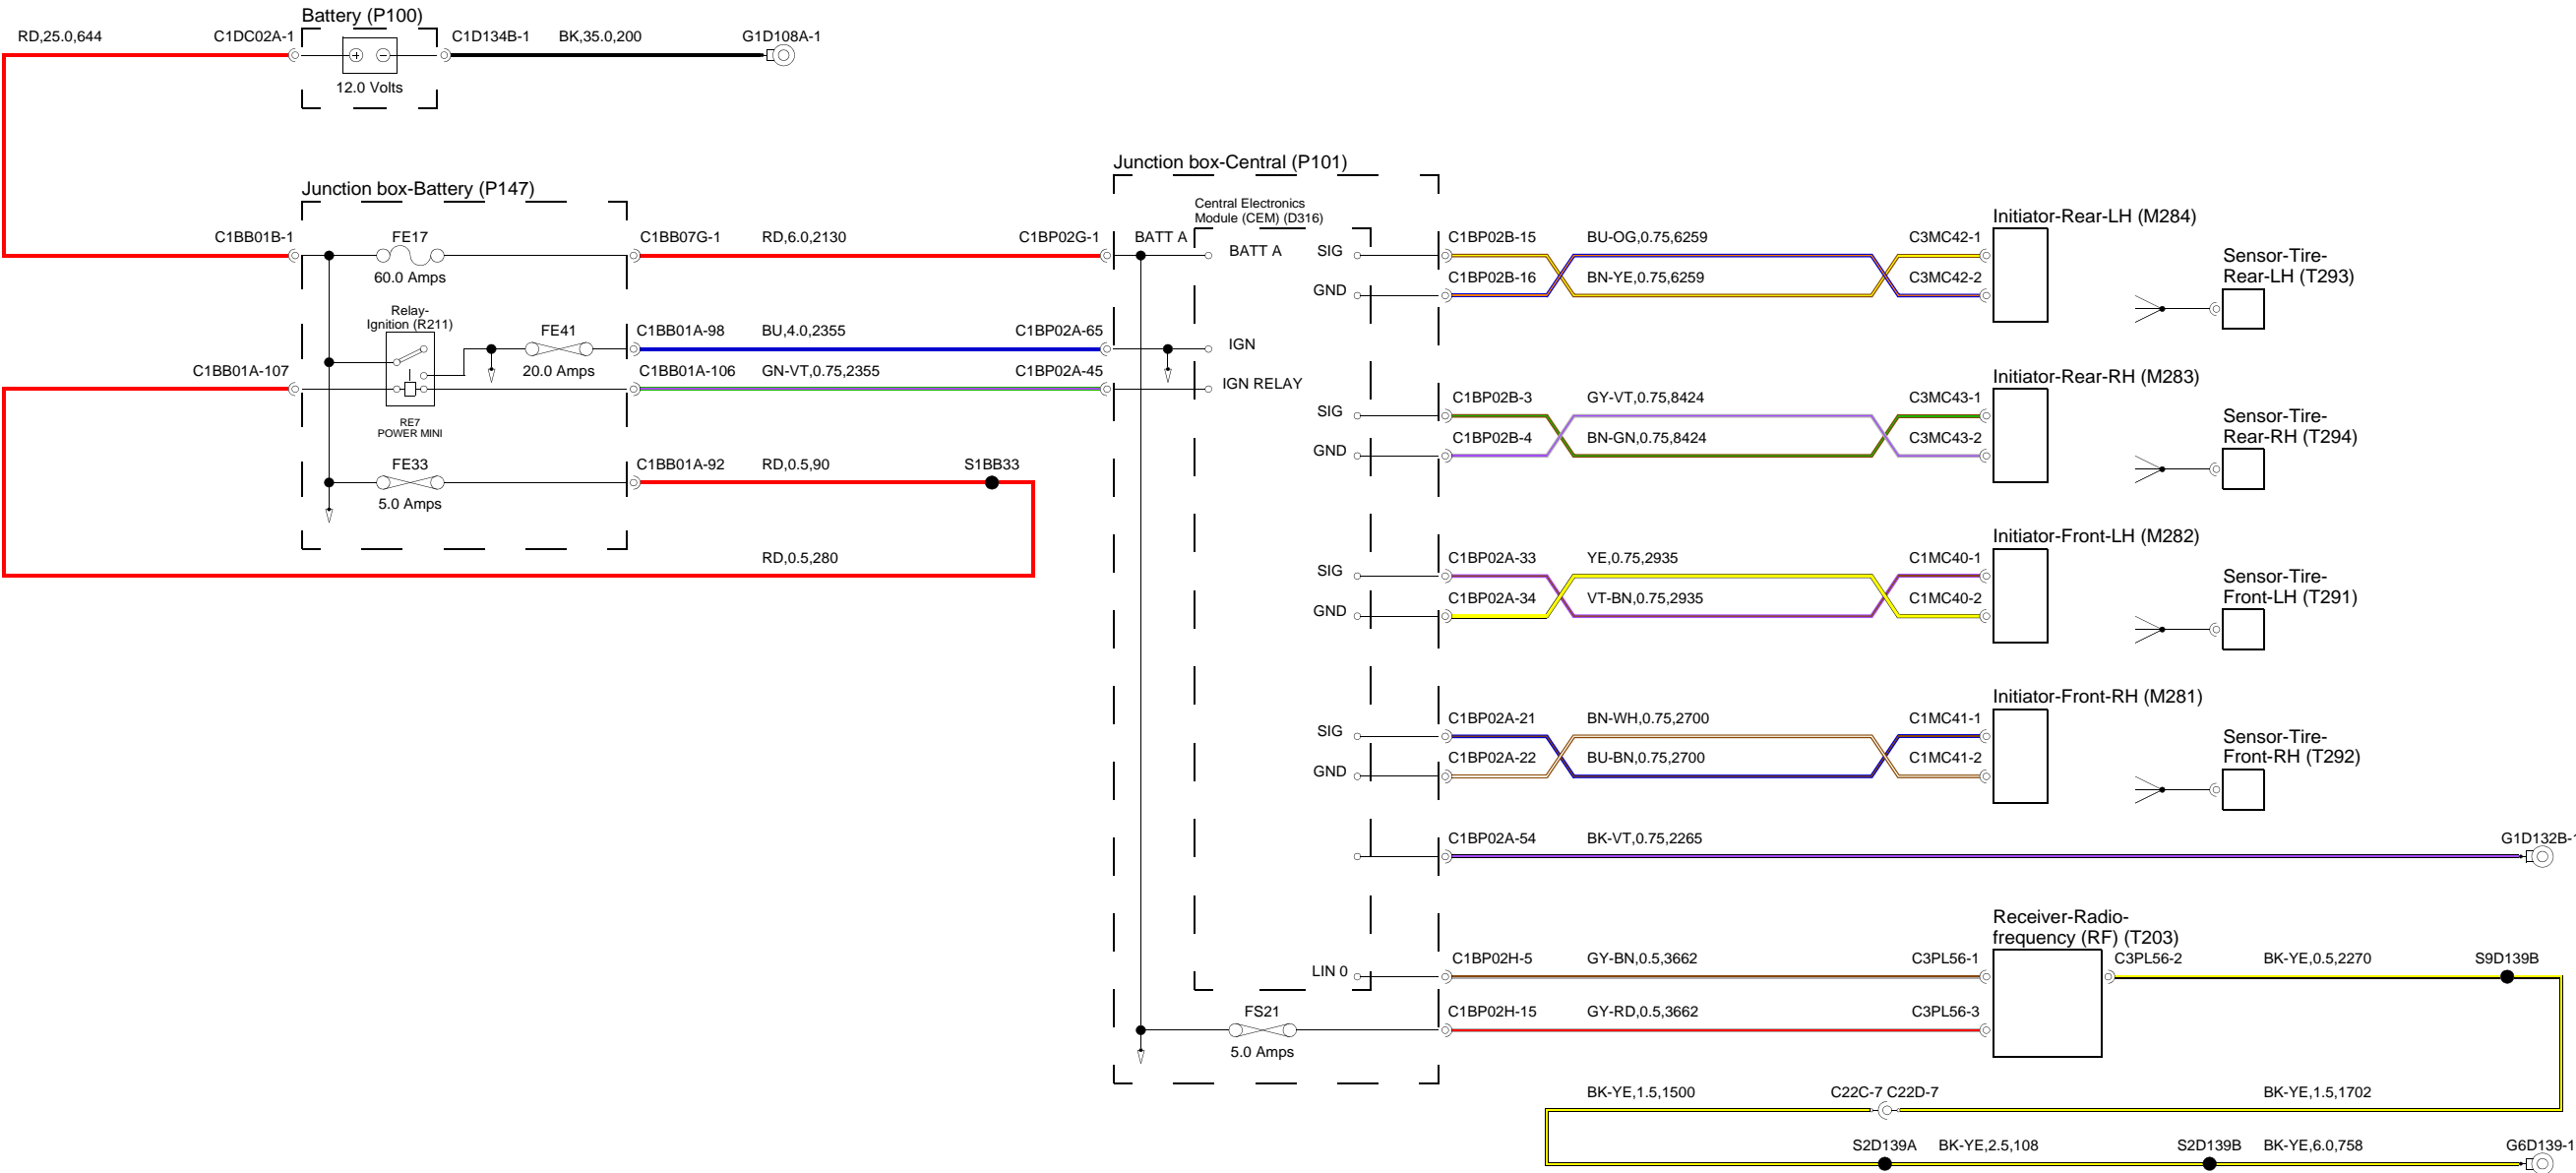 Battery (P100)
RD,25.0,644
C1DC02A-1
C1D134B-1
BK,35.0,200
G1D108A-1
12.0 Volts
Junction box-Battery (P147)
C1BB01B-1
FE17
60.0 Amps
C1BB07G-1
RD,6.0,2130
C1BP02G-1
Relay-
Ignition (R211)
FE41
20.0 Amps
C1BB01A-98
BU,4.0,2355
C1BP02A-65
C1BB01A-107
C1BB01A-106
GN-VT,0.75,2355
C1BP02A-45
RE7
POWER MINI
FE33
5.0 Amps
C1BB01A-92
RD,0.5,90
S1BB33
RD,0.5,280
Junction box-Central (P101)
Central Electronics
Module (CEM) (D316)
BATT A
BATT A
IGN
IGN RELAY
SIG
GND
C1BP02B-15
BU-OG,0.75,6259
C3MC42-1
C1BP02B-16
BN-YE,0.75,6259
C3MC42-2
Initiator-Rear-LH (M284)
Sensor-Tire-
Rear-LH (T293)
SIG
GND
C1BP02B-3
GY-VT,0.75,8424
C3MC43-1
C1BP02B-4
BN-GN,0.75,8424
C3MC43-2
Initiator-Rear-RH (M283)
Sensor-Tire-
Rear-RH (T294)
SIG
GND
C1BP02A-33
YE,0.75,2935
C1MC40-1
C1BP02A-34
VT-BN,0.75,2935
C1MC40-2
Initiator-Front-LH (M282)
Sensor-Tire-
Front-LH (T291)
SIG
GND
C1BP02A-21
BN-WH,0.75,2700
C1MC41-1
C1BP02A-22
BU-BN,0.75,2700
C1MC41-2
Initiator-Front-RH (M281)
Sensor-Tire-
Front-RH (T292)
C1BP02A-54
BK-VT,0.75,2265
G1D132B-1
Receiver-Radio-
frequency (RF) (T203)
LIN 0
C1BP02H-5
GY-BN,0.5,3662
C3PL56-1
C3PL56-2
BK-YE,0.5,2270
S9D139B
FS21
5.0 Amps
C1BP02H-15
GY-RD,0.5,3662
C3PL56-3
BK-YE,1.5,1500
C22C-7 C22D-7
BK-YE,1.5,1702
S2D139A
BK-YE,2.5,108
S2D139B
BK-YE,6.0,758
G6D139-1